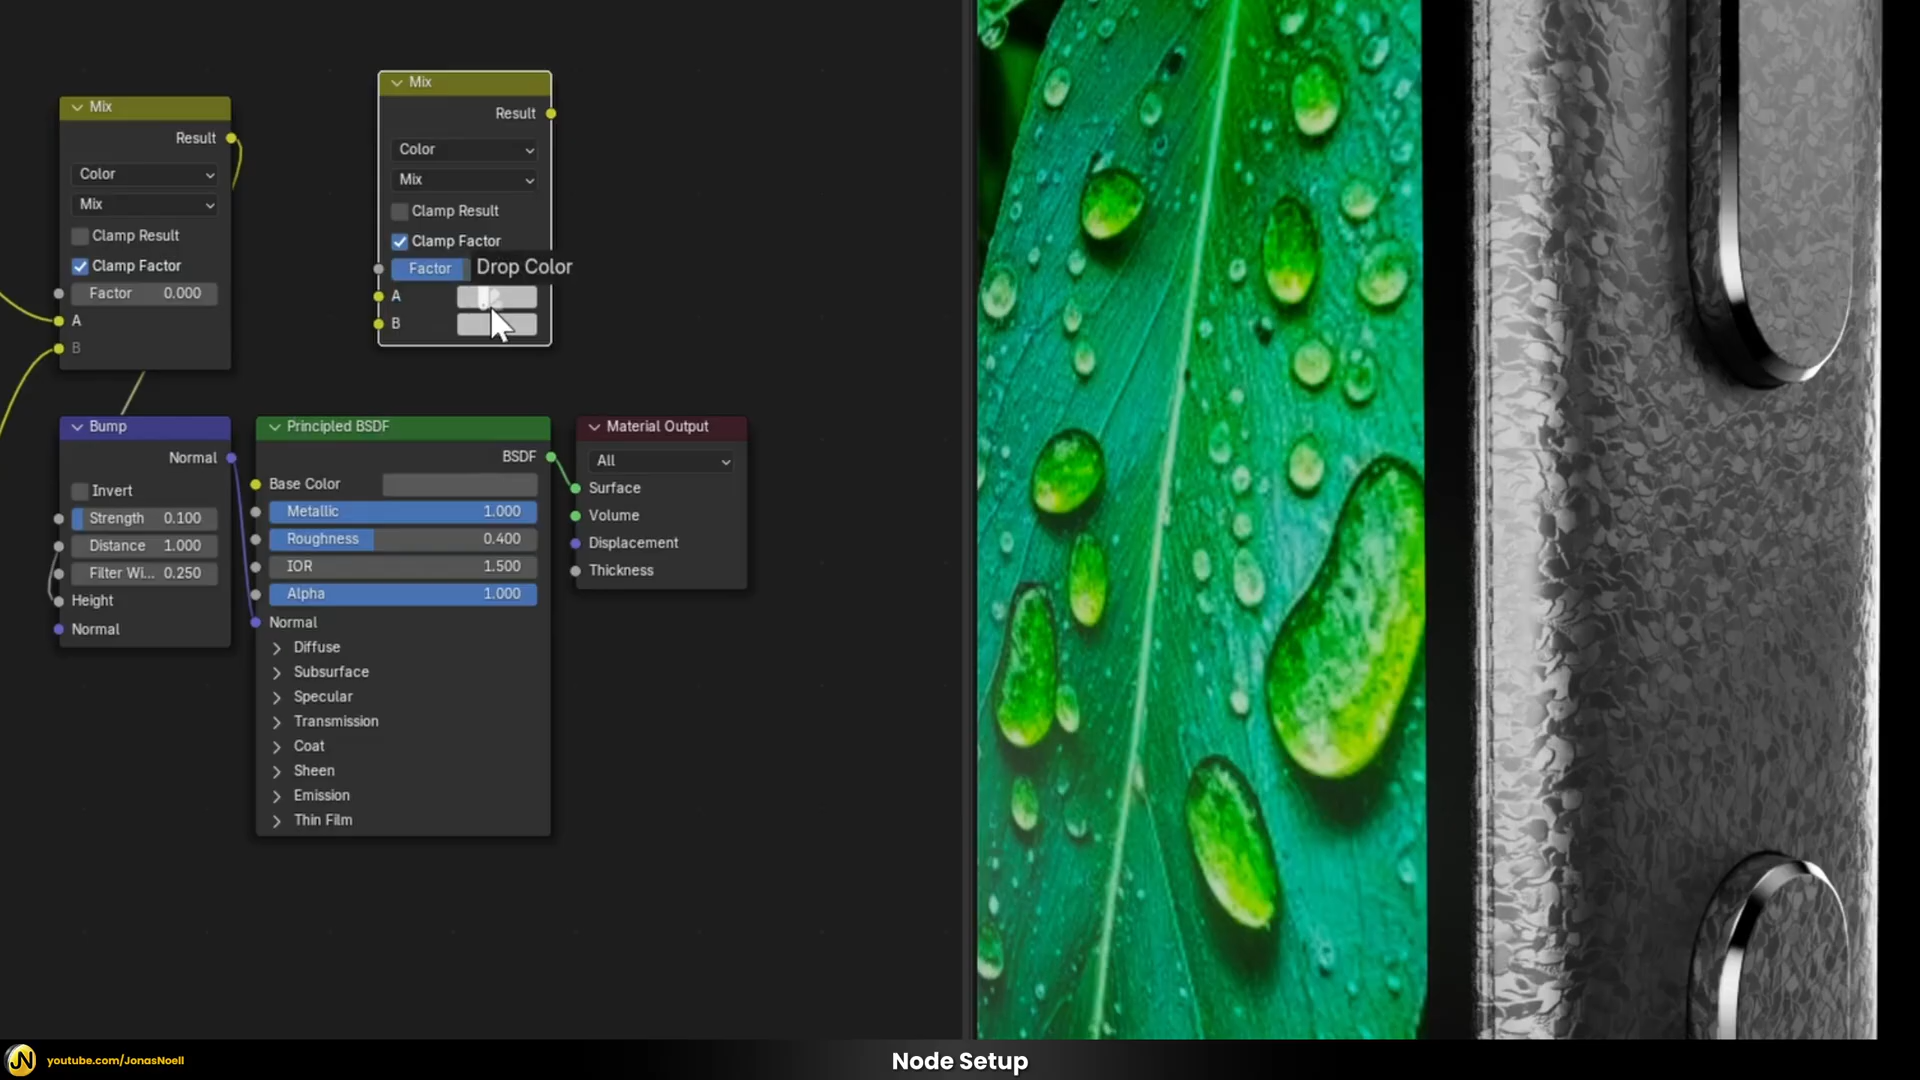 Mix
Result
Color
Mix
Clamp Result
Clamp Factor
Factor 0.000
A
B
Mix
Result
Color
Mix
Clamp Result
Clamp Factor
Factor
Drop Color
A
B
Bump
Normal
Invert
Strength 0.100
Distance 1.000
Filter Wi... 0.250
Height
Normal
Principled BSDF
BSDF
Base Color
Metallic 1.000
Roughness 0.400
IOR 1.500
Alpha 1.000
Normal
Diffuse
Subsurface
Specular
Transmission
Coat
Sheen
Emission
Thin Film
Material Output
All
Surface
Volume
Displacement
Thickness
JN youtube.com/JonasNoell
Node Setup